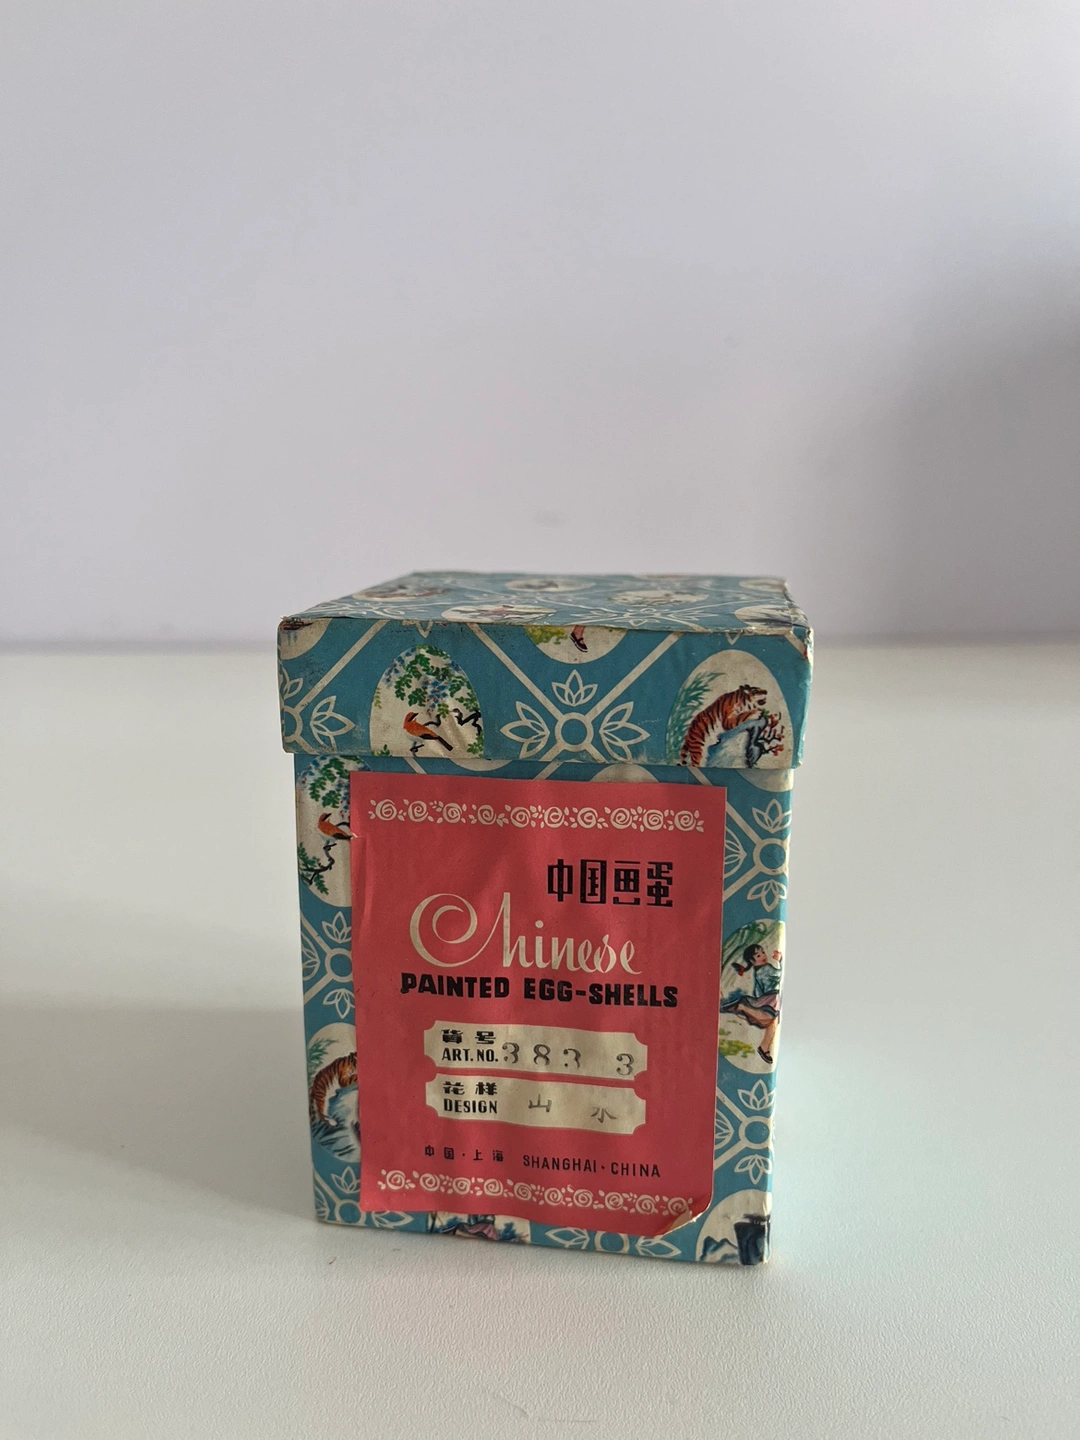 中国画蛋
Chinese
PAINTED EGG-SHELLS
貨号
ART. NO. 383 3
花样
DESIGN 山 水
中国·上海 SHANGHAI·CHINA